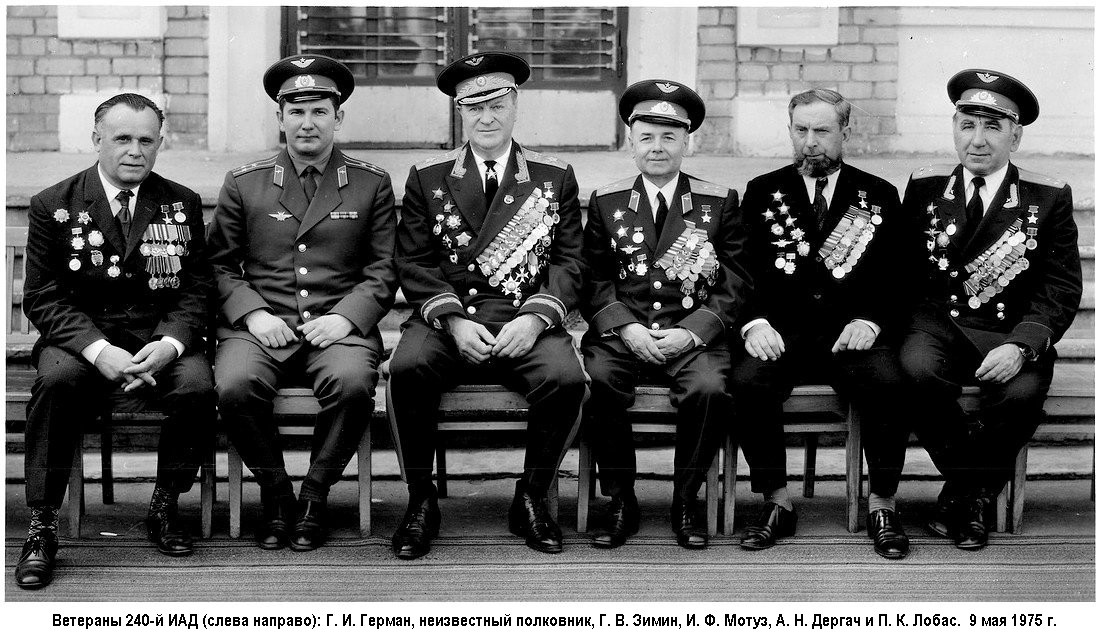 Ветераны 240-й ИАД (слева направо): Г. И. Герман, неизвестный полковник, Г. В. Зимин, И. Ф. Мотуз, А. Н. Дергач и П. К. Лобас. 9 мая 1975 г.